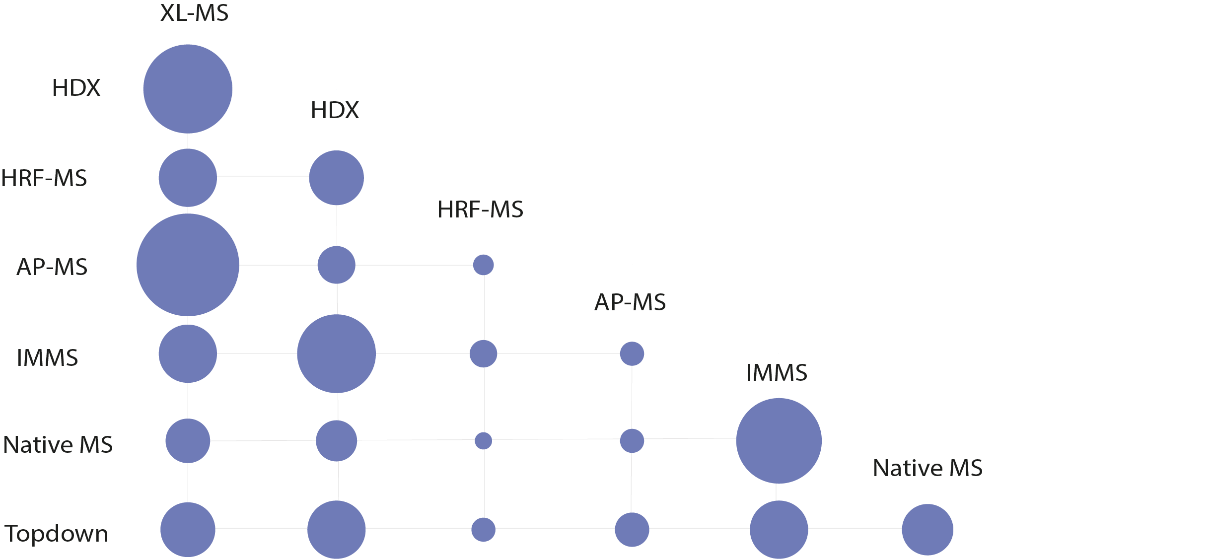 XL-MS
HDX
HDX
HRF-MS
HRF-MS
AP-MS
AP-MS
IMMS
IMMS
Native MS
Native MS
Topdown